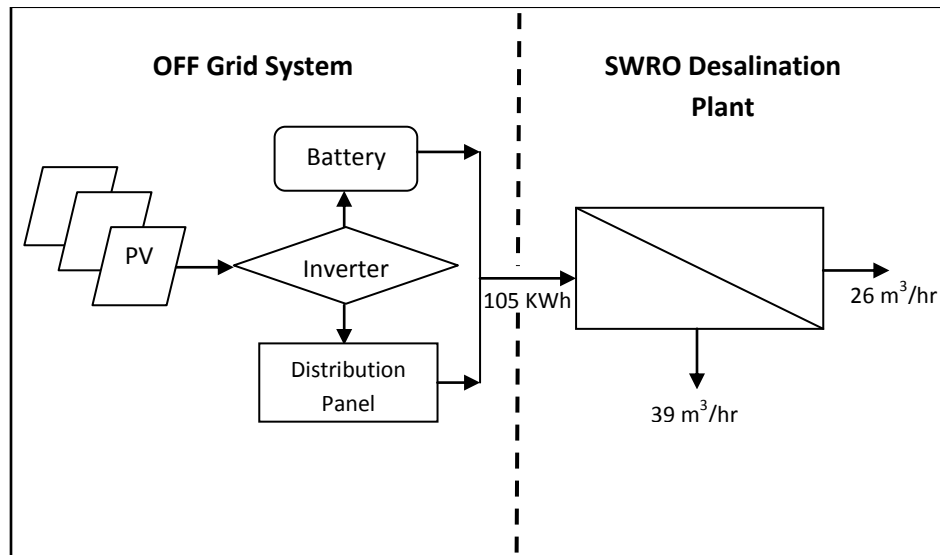 OFF Grid System
SWRO Desalination
Plant
Battery
PV
Inverter
105 KWh
26 m³/hr
Distribution
Panel
39 m³/hr